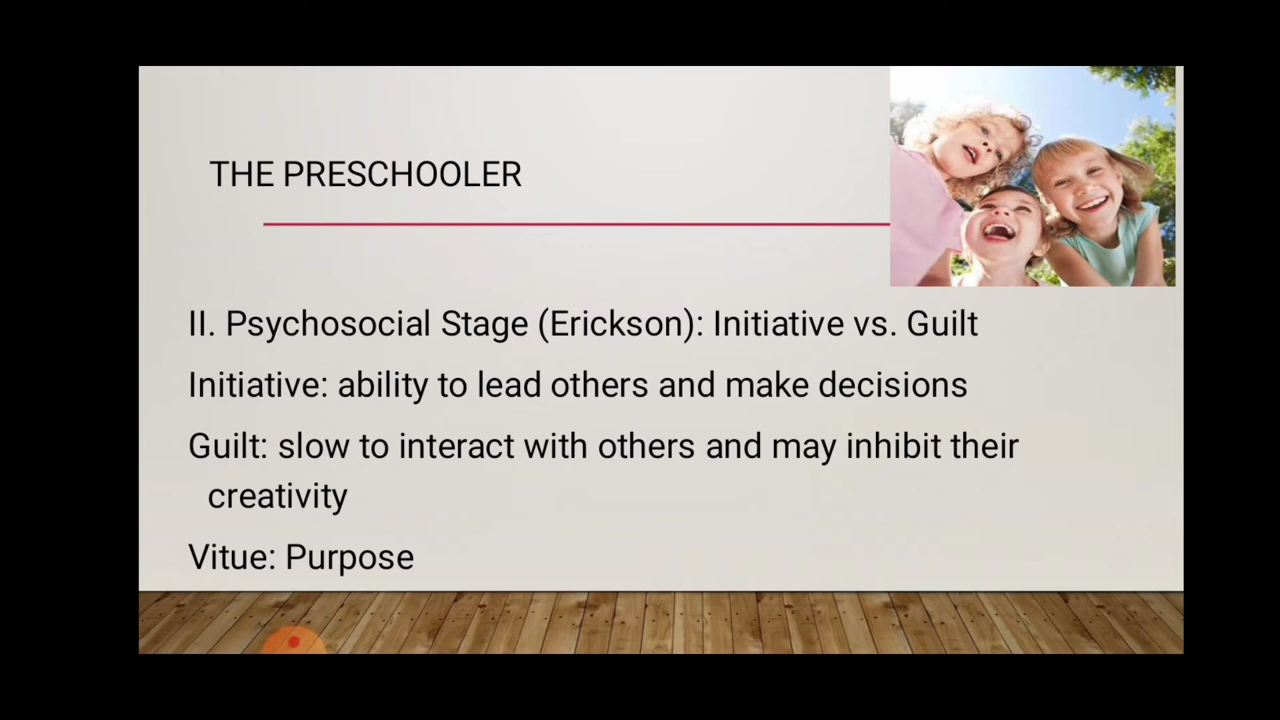 THE PRESCHOOLER
II. Psychosocial Stage (Erickson): Initiative vs. Guilt
Initiative: ability to lead others and make decisions
Guilt: slow to interact with others and may inhibit their
creativity
Vitue: Purpose